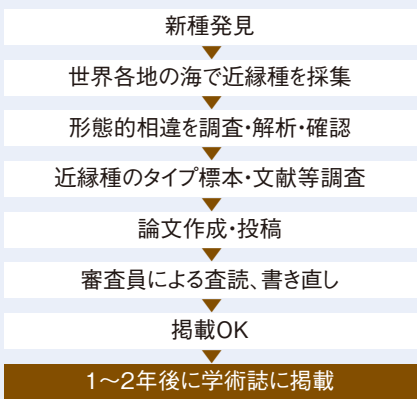 新種発見
世界各地の海で近縁種を採集
形態的相違を調査・解析・確認
近縁種のタイプ標本・文献等調査
論文作成・投稿
審査員による査読、書き直し
掲載OK
1〜2年後に学術誌に掲載